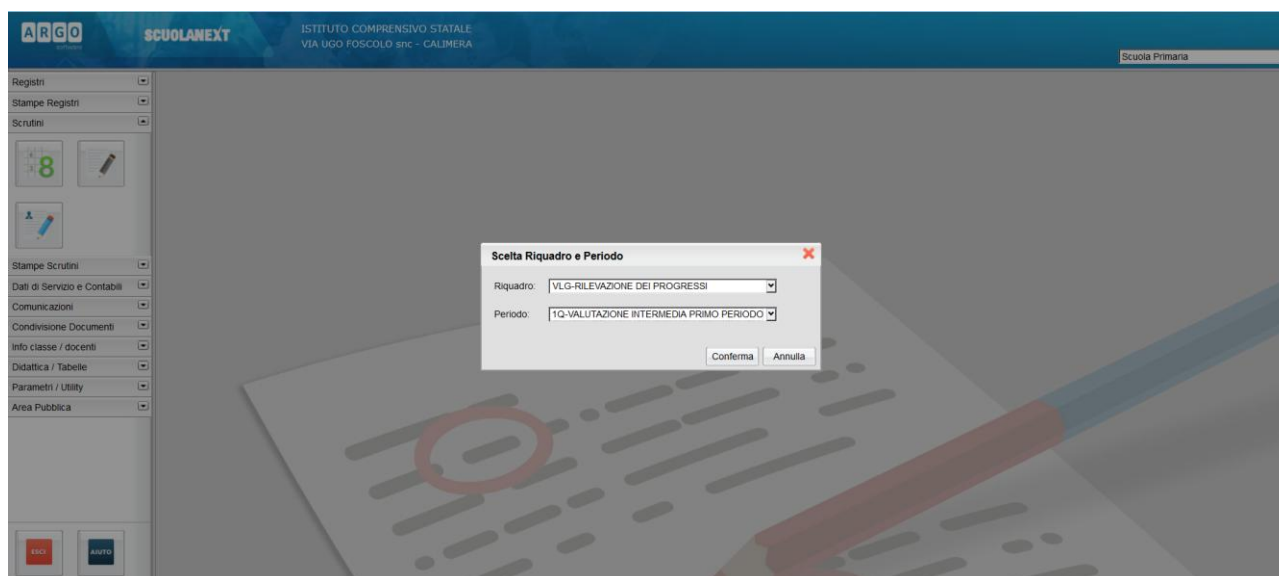 ARGO
software
SCUOLANEXT
ISTITUTO COMPRENSIVO STATALE
VIA UGO FOSCOLO snc - CALIMERA
Scuola Primaria
Registri
Stampe Registri
Scrutini
8
Stampe Scrutini
Dati di Servizio e Contabili
Comunicazioni
Condivisione Documenti
Info classe / docenti
Didattica / Tabelle
Parametri / Utility
Area Pubblica
ESCI
AIUTO
Scelta Riquadro e Periodo
Riquadro: VLG-RILEVAZIONE DEI PROGRESSI
Periodo: 1Q-VALUTAZIONE INTERMEDIA PRIMO PERIODO
Conferma Annulla